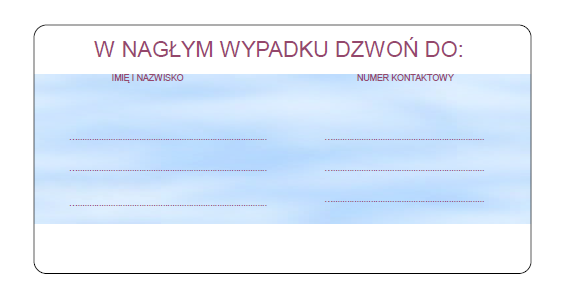 W NAGŁYM WYPADKU DZWOŃ DO:
IMIĘ I NAZWISKO NUMER KONTAKTOWY